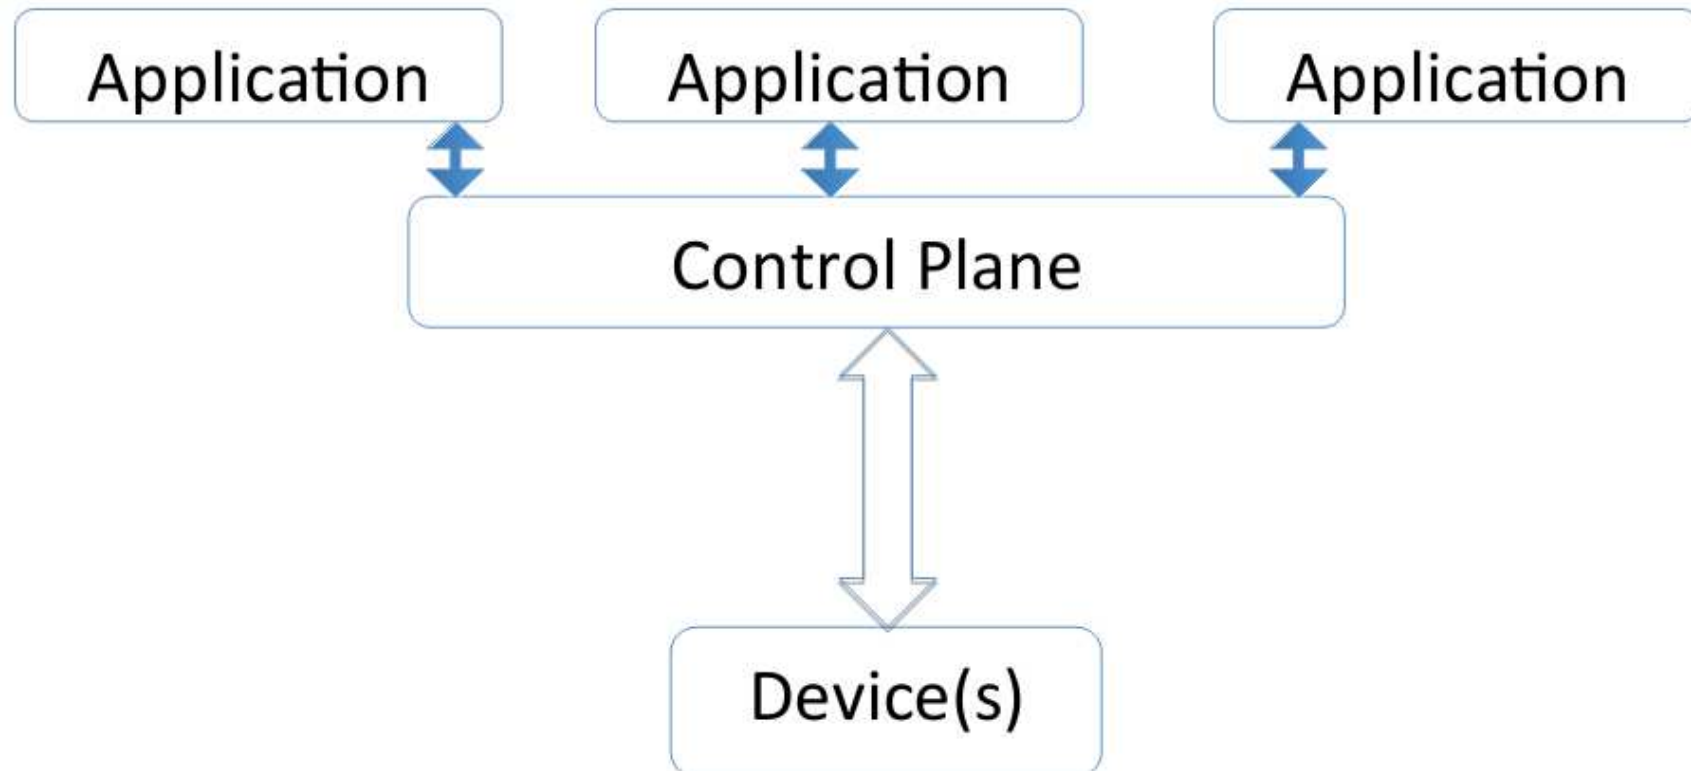 Application
Application
Application
Control Plane
Device(s)